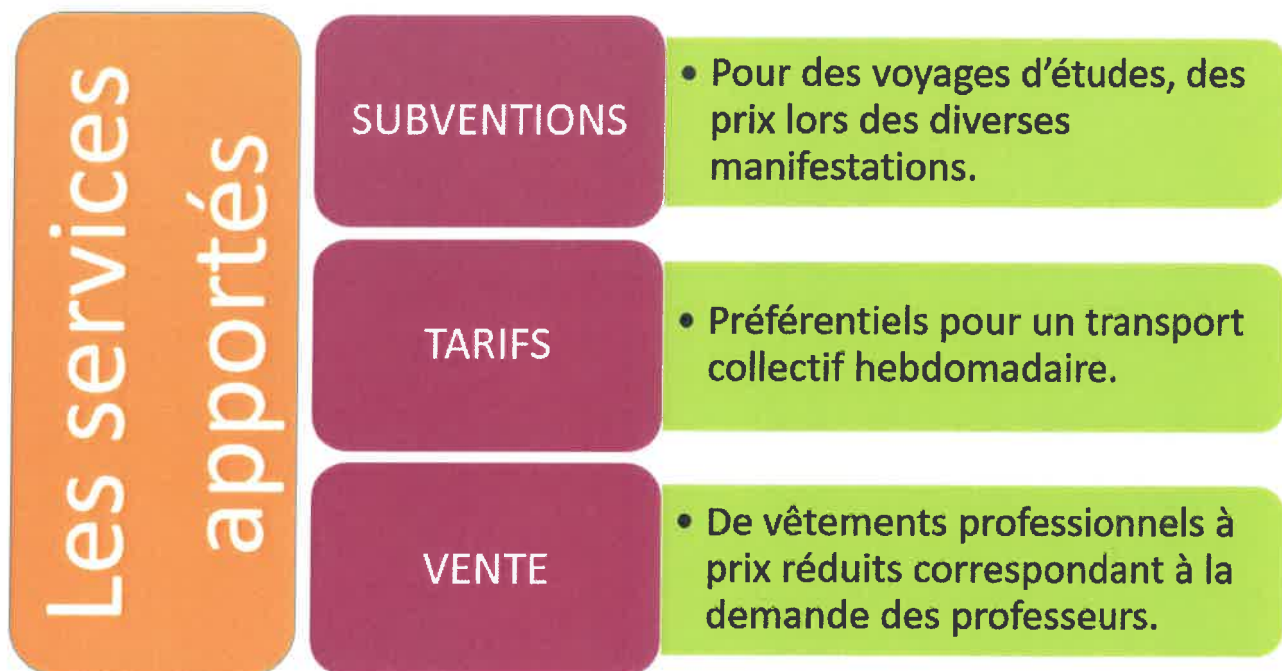 Les services
apportés
SUBVENTIONS
• Pour des voyages d'études, des
prix lors des diverses
manifestations.
TARIFS
• Préférentiels pour un transport
collectif hebdomadaire.
VENTE
• De vêtements professionnels à
prix réduits correspondant à la
demande des professeurs.